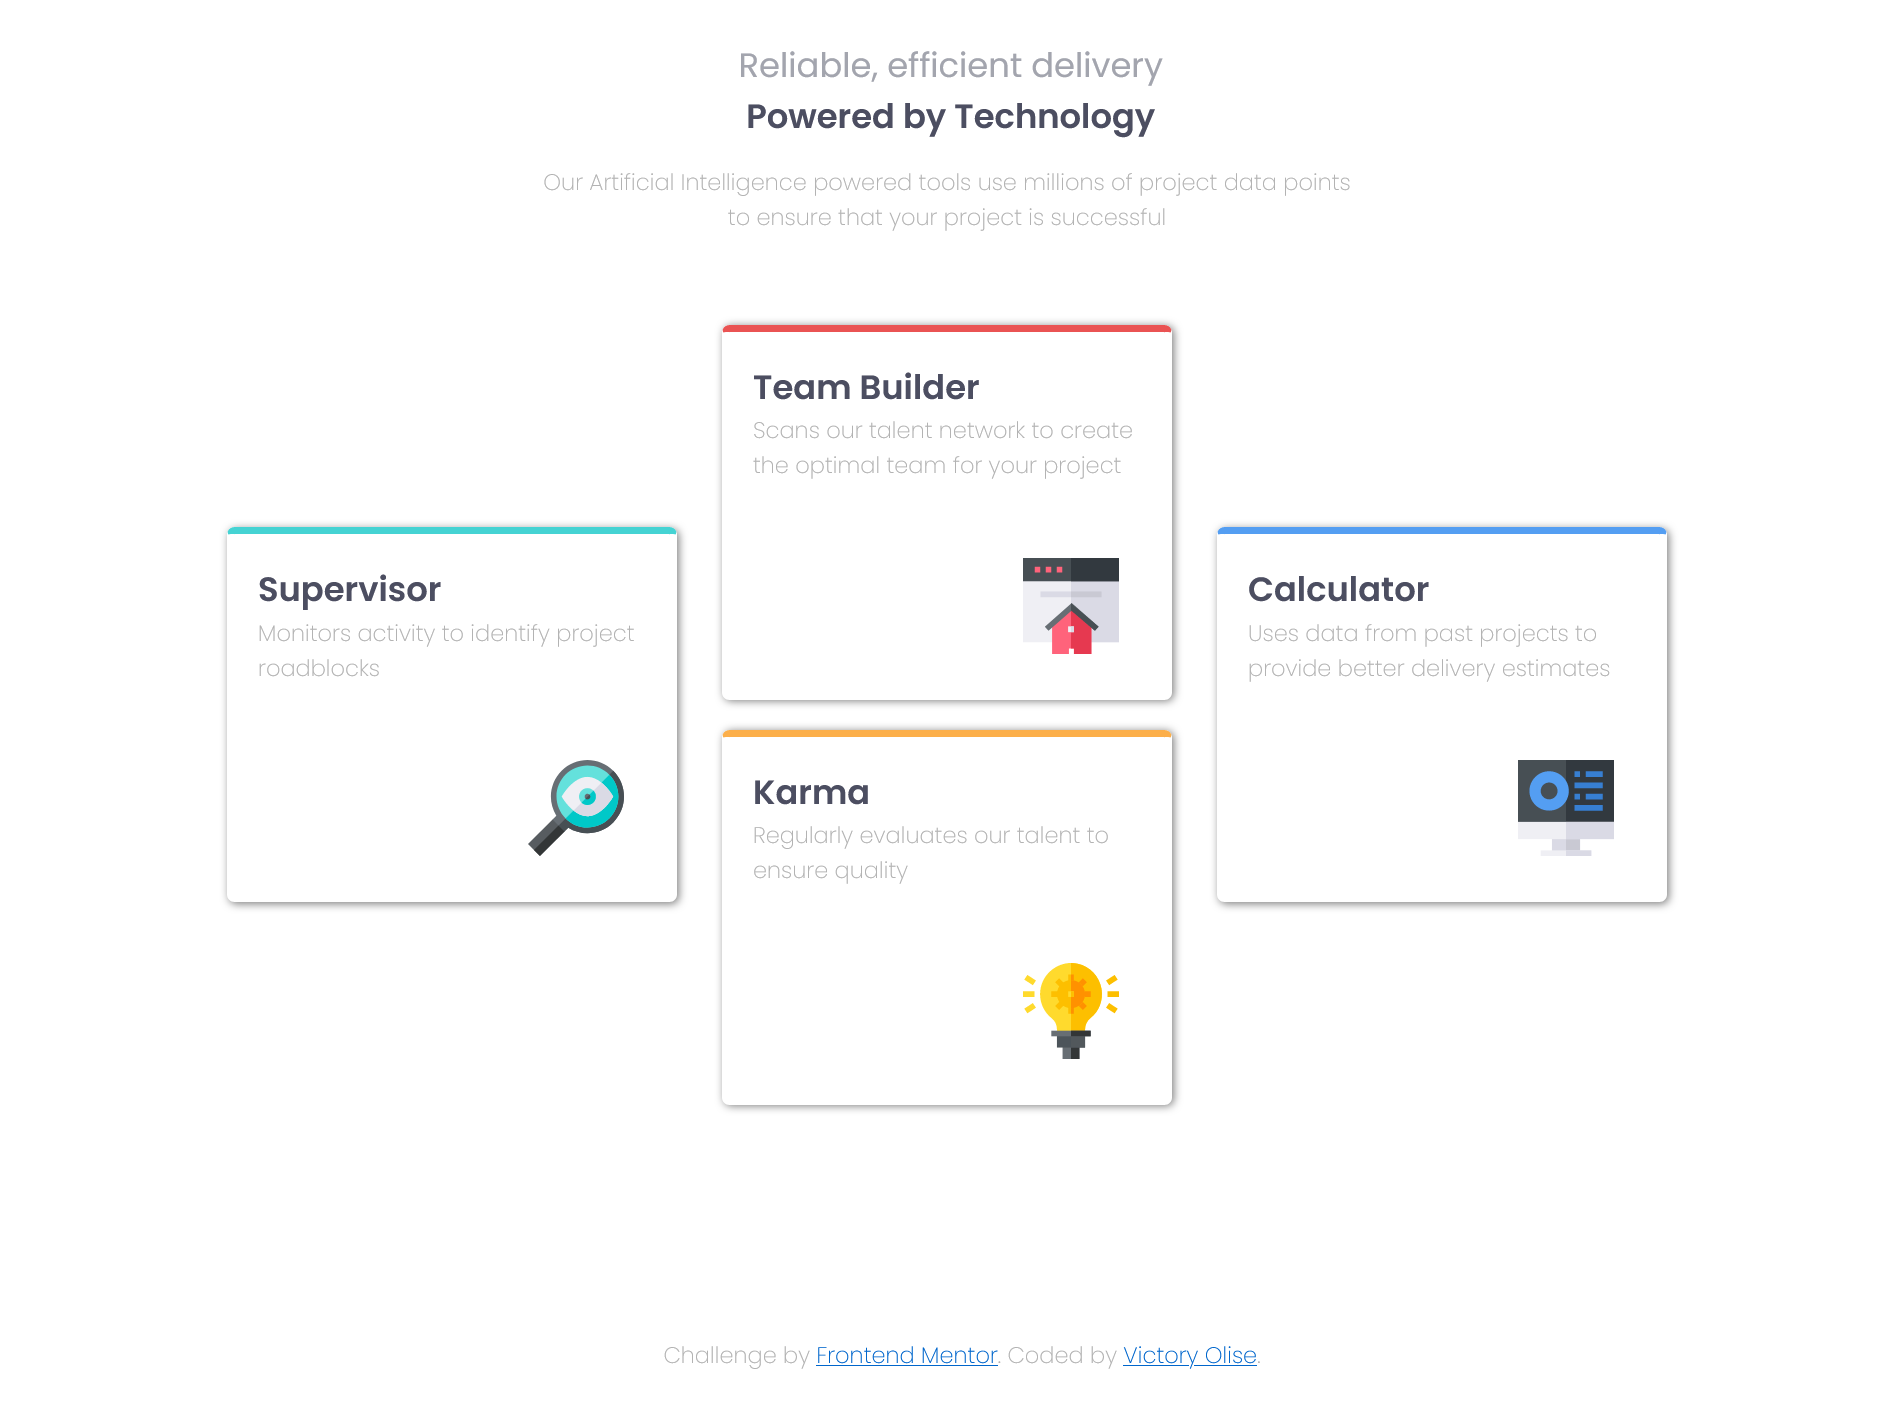 Reliable, efficient delivery
Powered by Technology
Our Artificial Intelligence powered tools use millions of project data points
to ensure that your project is successful
Team Builder
Scans our talent network to create
the optimal team for your project
Supervisor
Monitors activity to identify project
roadblocks
Calculator
Uses data from past projects to
provide better delivery estimates
Karma
Regularly evaluates our talent to
ensure quality
Challenge by Frontend Mentor. Coded by Victory Olise.